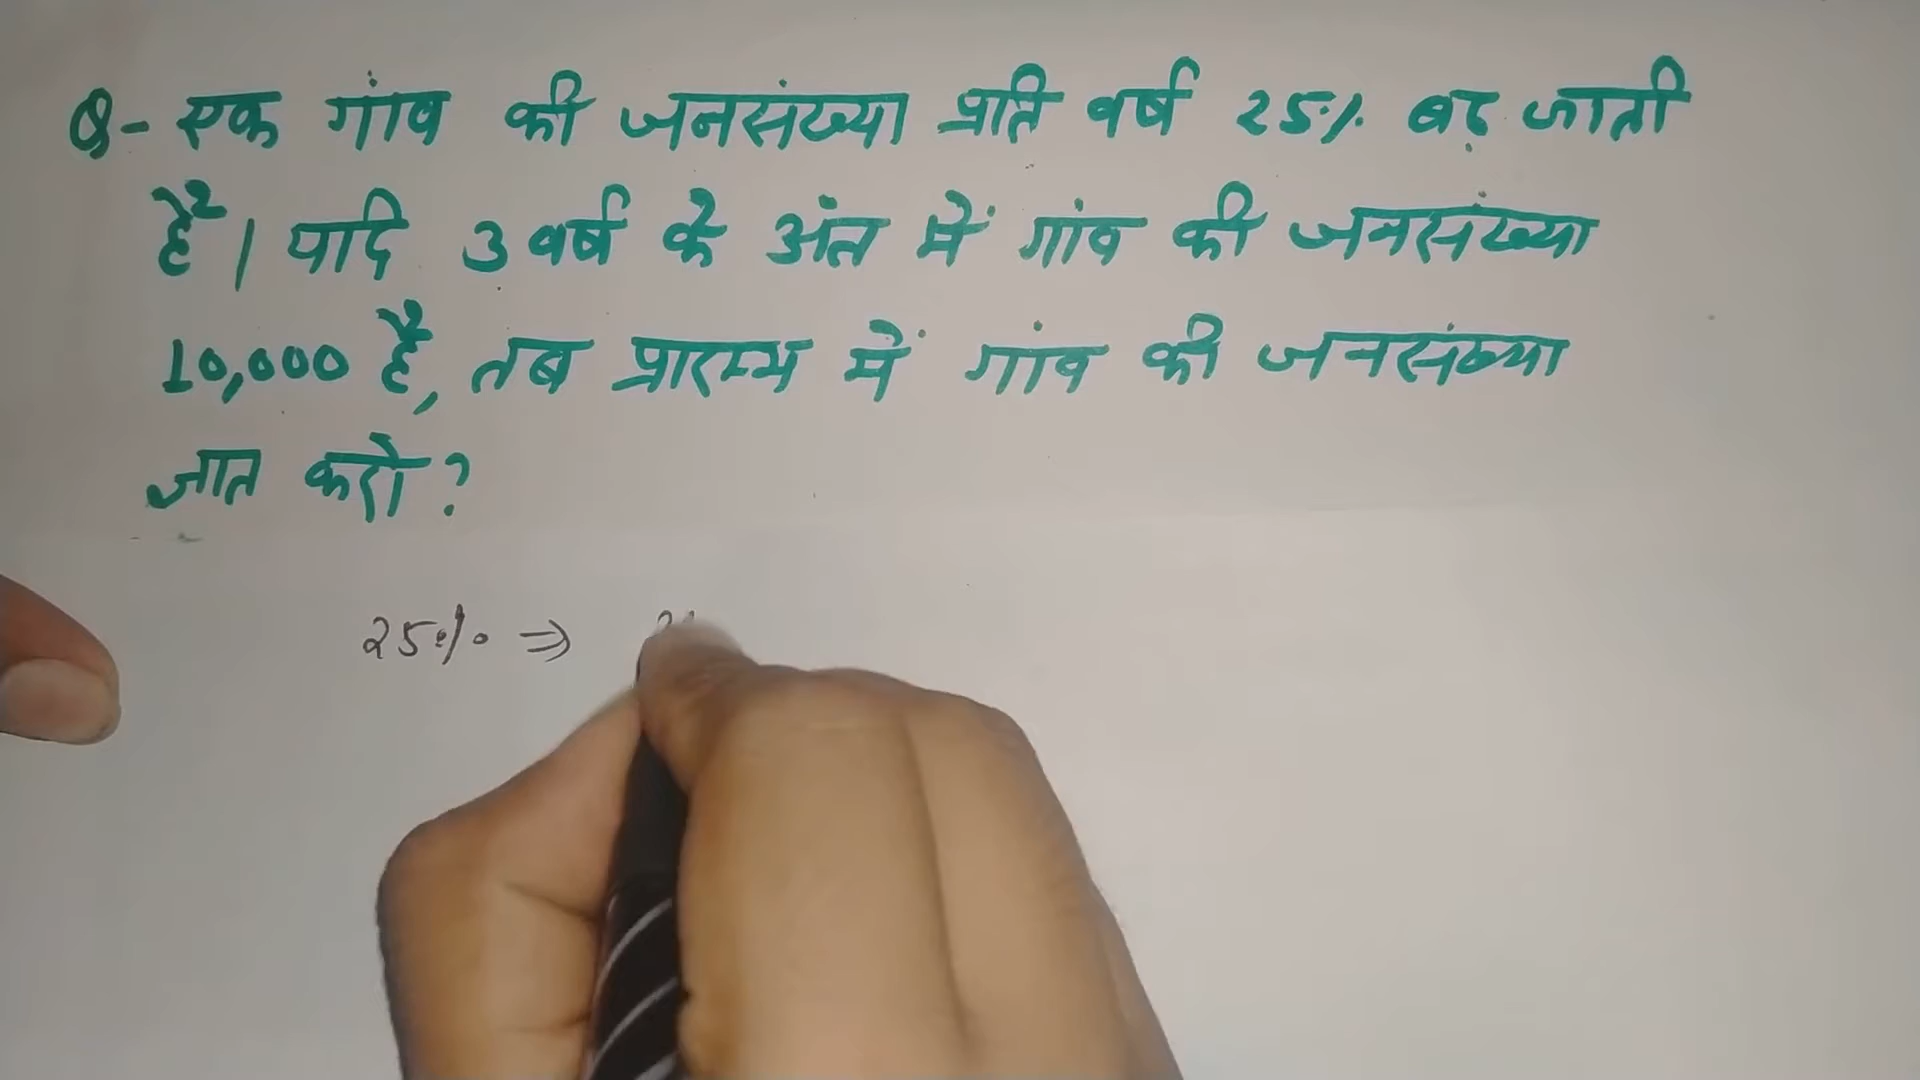 Q- एक गांव की जनसंख्या प्रति वर्ष 25% बढ़ जाती
है। यदि 3 वर्ष के अंत में गांव की जनसंख्या
10,000 है, तब प्रारम्भ में गांव की जनसंख्या
ज्ञात करो?
25% ⇒